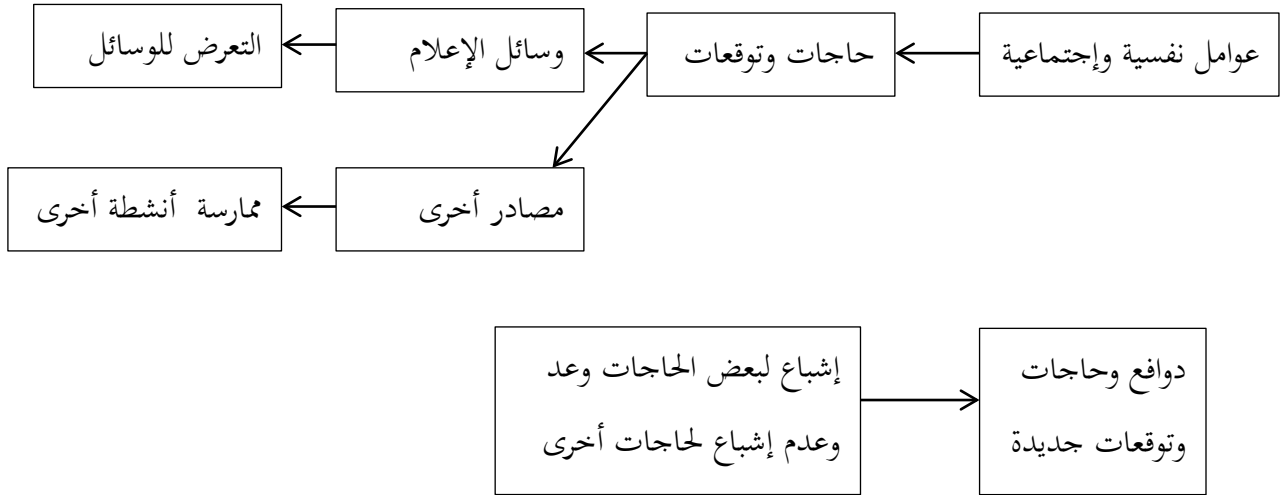 عوامل نفسية وإجتماعية
حاجات وتوقعات
وسائل الإعلام
التعرض للوسائل
مصادر أخرى
ممارسة أنشطة أخرى
دوافع وحاجات
وتوقعات جديدة
إشباع لبعض الحاجات وعد
وعدم إشباع لحاجات أخرى